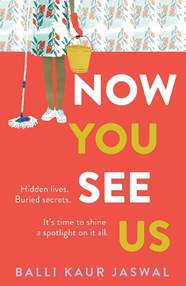 NOW
YOU
SEE
US
Hidden lives.
Buried secrets.
It's time to shine
a spotlight on it all.
BALLI KAUR JASWAL